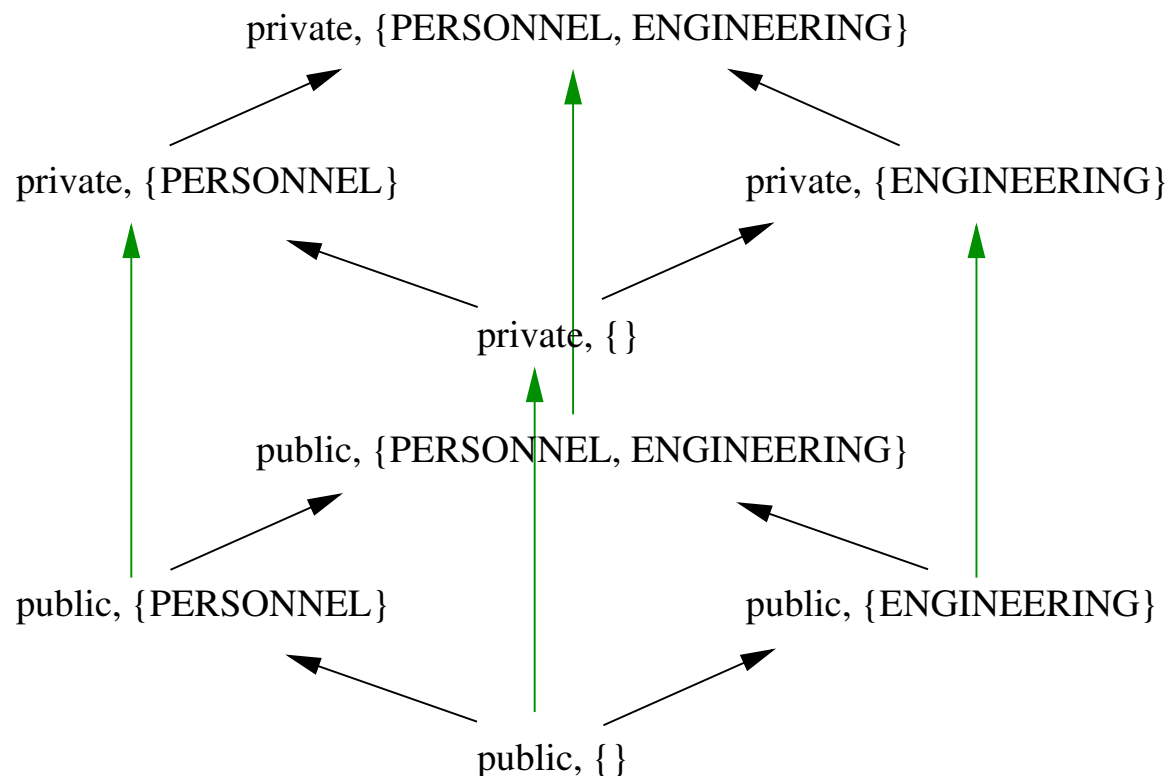 private, {PERSONNEL, ENGINEERING}
private, {PERSONNEL}
private, {ENGINEERING}
private, {}
public, {PERSONNEL, ENGINEERING}
public, {PERSONNEL}
public, {ENGINEERING}
public, {}